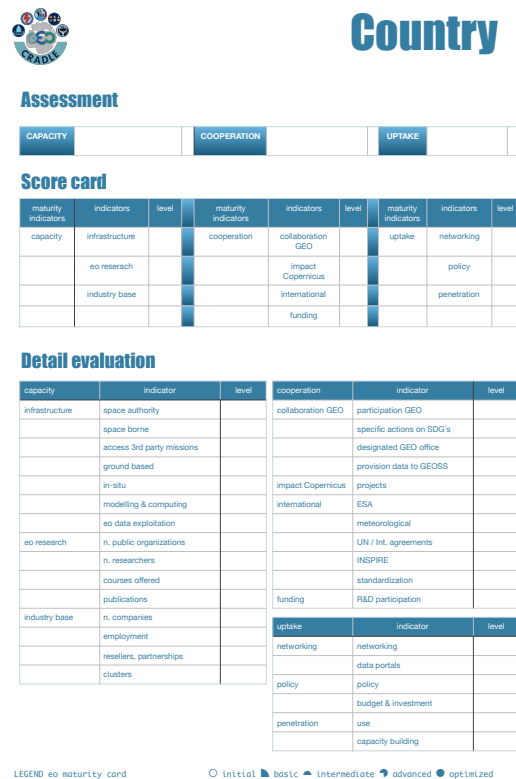 GEO
CRADLE
Country
Assessment
CAPACITY COOPERATION UPTAKE
Score card
maturity indicators indicators level maturity indicators indicators level maturity indicators indicators level
capacity infrastructure cooperation collaboration GEO uptake networking
eo reserach impact Copernicus policy
industry base international penetration
funding
Detail evaluation
capacity indicator level
infrastructure space authority
space borne
access 3rd party missions
ground based
in-situ
modelling & computing
eo data exploitation
eo research n. public organizations
n. researchers
courses offered
publications
industry base n. companies
employment
resellers, partnerships
clusters
cooperation indicator level
collaboration GEO participation GEO
specific actions on SDG´s
designated GEO office
provision data to GEOSS
impact Copernicus projects
international ESA
meteorological
UN / Int. agreements
INSPIRE
standardization
funding R&D participation
uptake indicator level
networking networking
data portals
policy policy
budget & investment
penetration use
capacity building
LEGEND eo maturity card initial basic intermediate advanced optimized